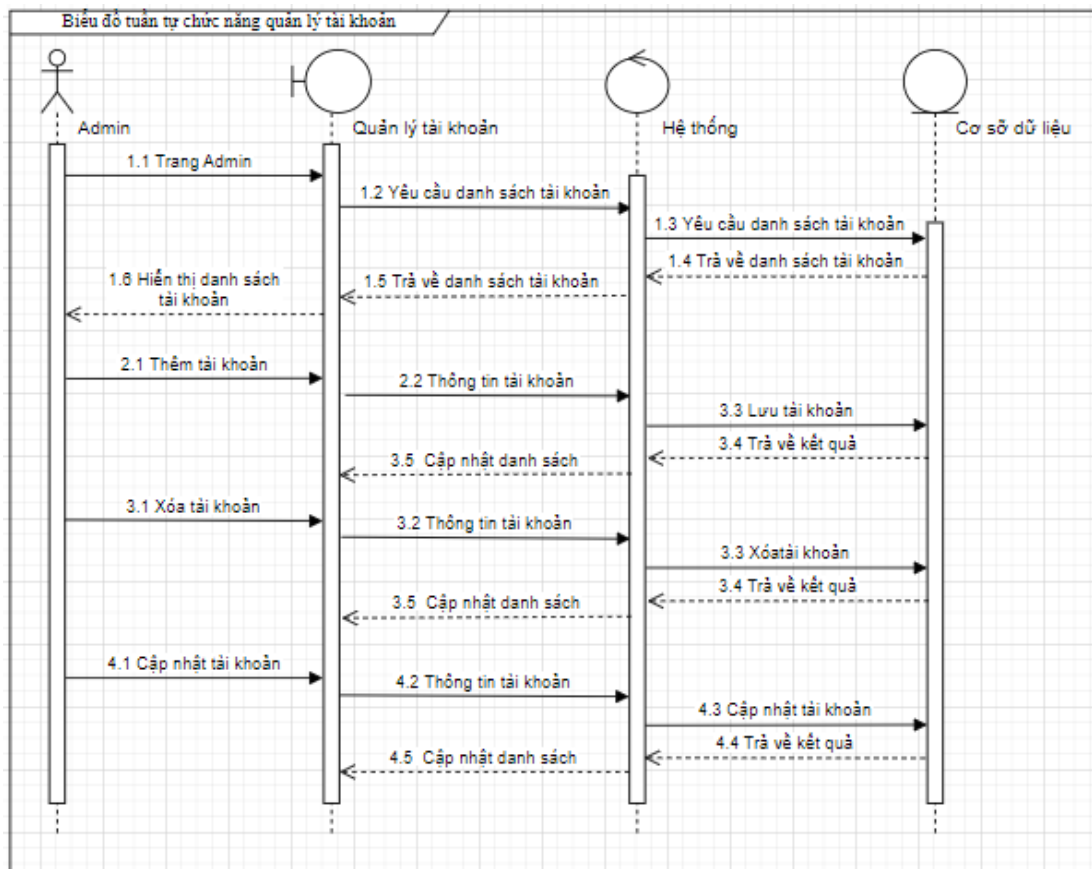 Biểu đồ tuần tự chức năng quản lý tài khoản
Admin
Quản lý tài khoản
Hệ thống
Cơ sỡ dữ liệu
1.1 Trang Admin
1.2 Yêu cầu danh sách tài khoản
1.3 Yêu cầu danh sách tài khoản
1.4 Trả về danh sách tài khoản
1.5 Trả về danh sách tài khoản
1.6 Hiển thị danh sách
tài khoản
2.1 Thêm tài khoản
2.2 Thông tin tài khoản
3.3 Lưu tài khoản
3.4 Trả về kết quả
3.5 Cập nhật danh sách
3.1 Xóa tài khoản
3.2 Thông tin tài khoản
3.3 Xóatài khoản
3.4 Trả về kết quả
3.5 Cập nhật danh sách
4.1 Cập nhật tài khoản
4.2 Thông tin tài khoản
4.3 Cập nhật tài khoản
4.4 Trả về kết quả
4.5 Cập nhật danh sách